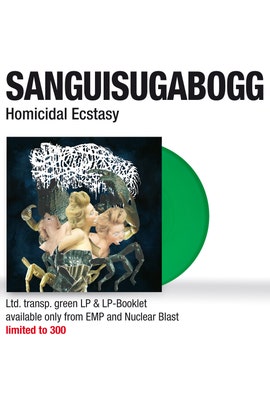 SANGUISUGABOGG
Homicidal Ecstasy
Ltd. transp. green LP & LP-Booklet
available only from EMP and Nuclear Blast
limited to 300